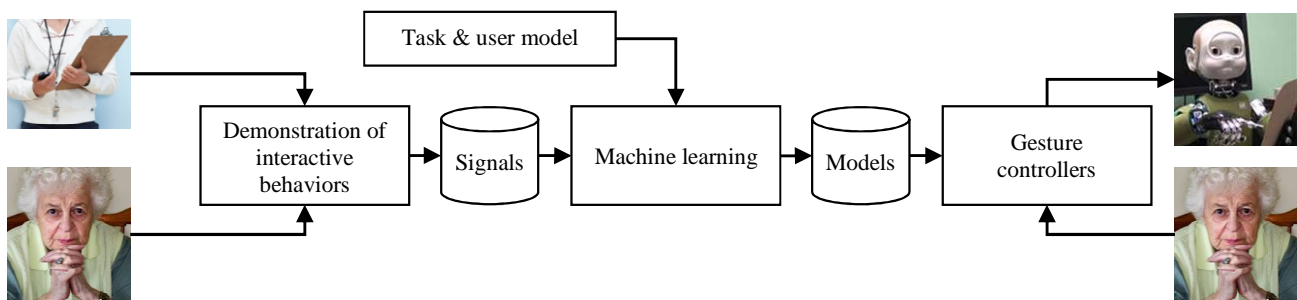 Task & user model
Demonstration of
interactive
behaviors
Signals
Machine learning
Models
Gesture
controllers